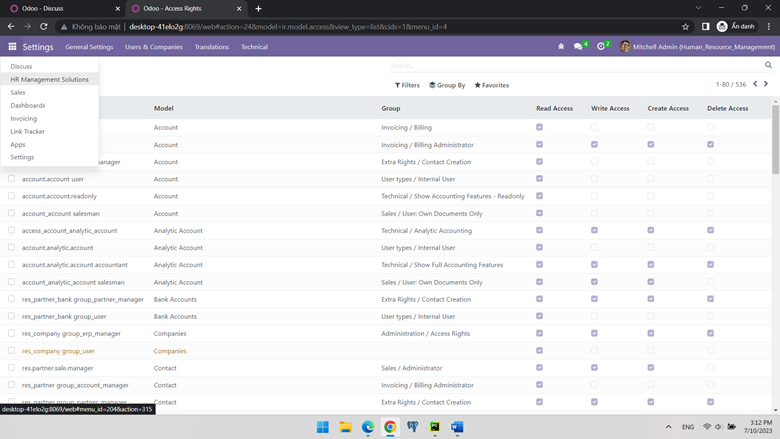 Odoo - Discuss
Odoo - Access Rights
Không bảo mật | desktop-41elo2g:8069/web#action=24&model=ir.model.access&view_type=list&cids=1&menu_id=4
Ẩn danh
Settings General Settings Users & Companies Translations Technical 4 2 Mitchell Admin (Human_Resource_Management)
Discuss
HR Management Solutions
Sales
Dashboards
Invoicing
Link Tracker
Apps
Settings
Search...
Filters Group By Favorites 1-80 / 536
Model Group Read Access Write Access Create Access Delete Access
Account Invoicing / Billing
Account Invoicing / Billing Administrator
anager Account Extra Rights / Contact Creation
account.account user Account User types / Internal User
account.account.readonly Account Technical / Show Accounting Features - Readonly
account_account salesman Account Sales / User: Own Documents Only
access_account_analytic_account Analytic Account Technical / Analytic Accounting
account.analytic.account Analytic Account User types / Internal User
account.analytic.account accountant Analytic Account Technical / Show Full Accounting Features
account_analytic_account salesman Analytic Account Sales / User: Own Documents Only
res_partner_bank group_partner_manager Bank Accounts Extra Rights / Contact Creation
res_partner_bank group_user Bank Accounts User types / Internal User
res_company group_erp_manager Companies Administration / Access Rights
res_company group_user Companies
res.partner.sale.manager Contact Sales / Administrator
res_partner group_account_manager Contact Invoicing / Billing Administrator
res_partner group_partner_manager Contact Extra Rights / Contact Creation
desktop-41elo2g:8069/web#menu_id=204&action=315
ENG
3:12 PM
7/10/2023